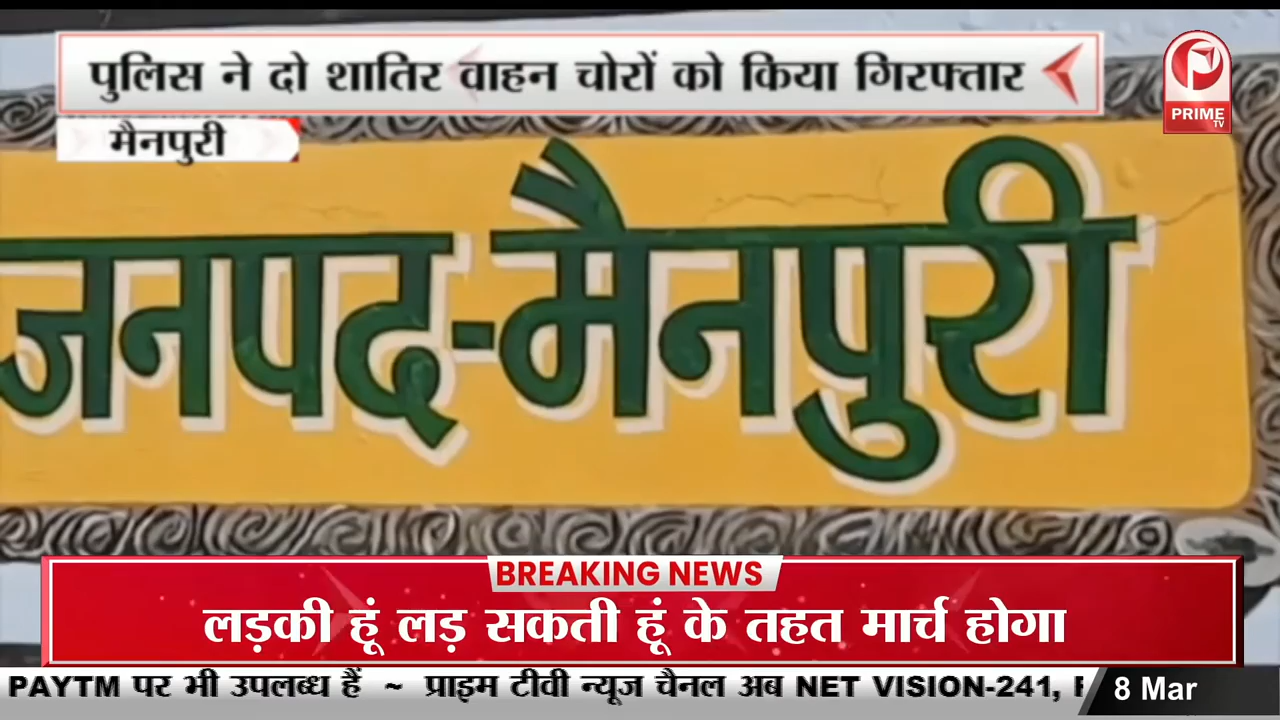 पुलिस ने दो शातिर वाहन चोरों को किया गिरफ्तार
PRIME
TV
मैनपुरी
जनपद-मैनपुरी
BREAKING NEWS
लड़की हूं लड़ सकती हूं के तहत मार्च होगा
PAYTM पर भी उपलब्ध हैं ~ प्राइम टीवी न्यूज चैनल अब NET VISION-241,
8 Mar